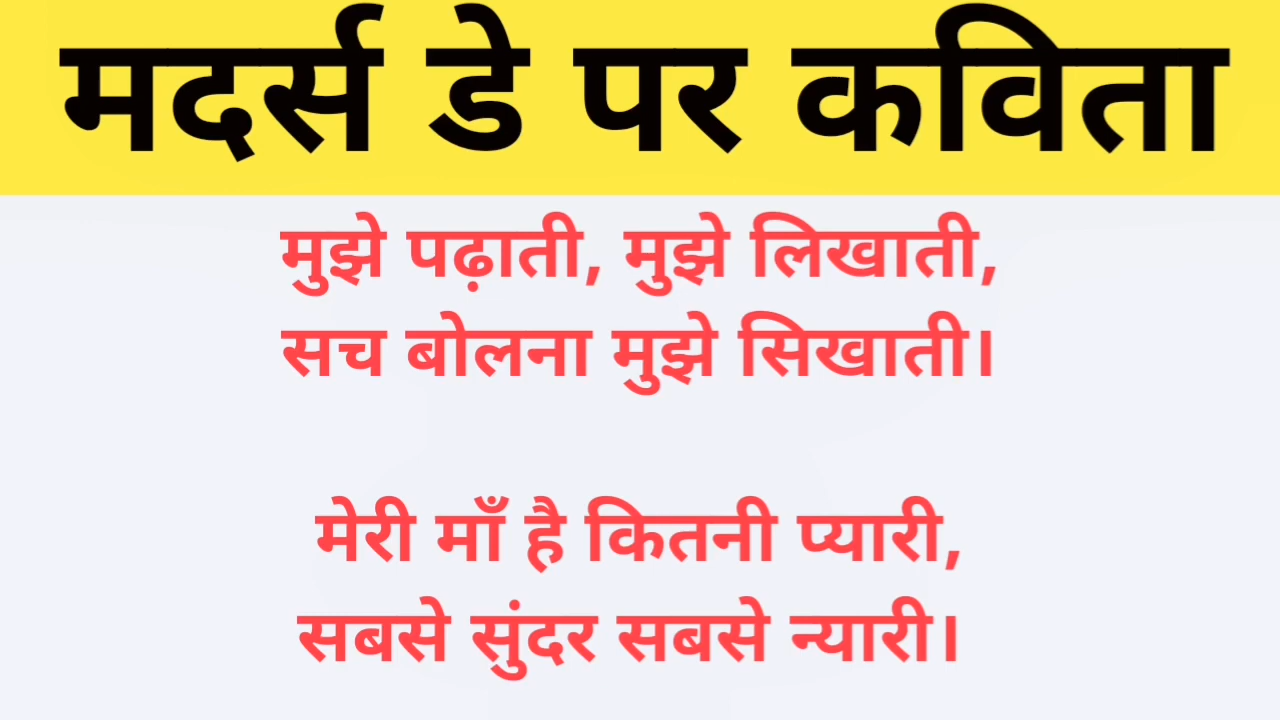 मदर्स डे पर कविता
मुझे पढ़ाती, मुझे लिखाती,
सच बोलना मुझे सिखाती।
मेरी माँ है कितनी प्यारी,
सबसे सुंदर सबसे न्यारी।